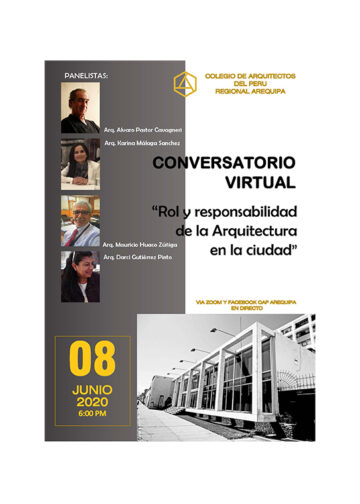 PANELISTAS:
COLEGIO DE ARQUITECTOS
DEL PERU
REGIONAL AREQUIPA
Arq. Alvaro Pastor Cavagneri
Arq. Karina Málaga Sanchez
CONVERSATORIO
VIRTUAL
“Rol y responsabilidad
de la Arquitectura
en la ciudad”
Arq. Mauricio Huaco Zúñiga
Arq. Darci Gutiérrez Pinto
VIA ZOOM Y FACEBOOK CAP AREQUIPA
EN DIRECTO
08
JUNIO
2020
6:00 PM